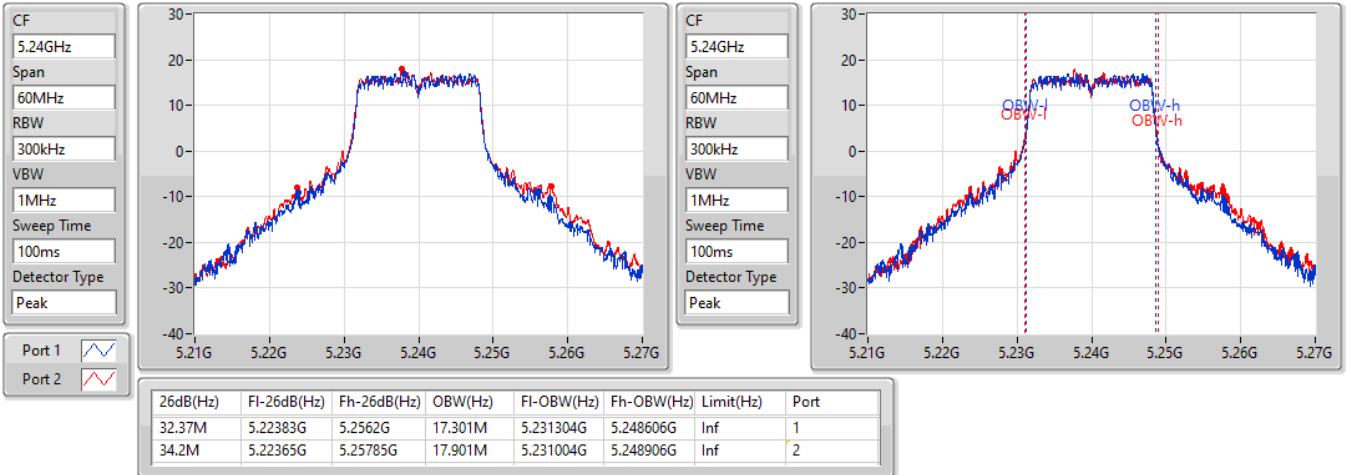 CF
5.24GHz
Span
60MHz
RBW
300kHz
VBW
1MHz
Sweep Time
100ms
Detector Type
Peak
Port 1
Port 2
30
20
10
0
-10
-20
-30
-40
5.21G 5.22G 5.23G 5.24G 5.25G 5.26G 5.27G
CF
5.24GHz
Span
60MHz
RBW
300kHz
VBW
1MHz
Sweep Time
100ms
Detector Type
Peak
30
20
10
0
-10
-20
-30
-40
OBW-l OBW-h
OBW-l OBW-h
5.21G 5.22G 5.23G 5.24G 5.25G 5.26G 5.27G
26dB(Hz) Fl-26dB(Hz) Fh-26dB(Hz) OBW(Hz) Fl-OBW(Hz) Fh-OBW(Hz) Limit(Hz) Port
32.37M 5.22383G 5.2562G 17.301M 5.231304G 5.248606G Inf 1
34.2M 5.22365G 5.25785G 17.901M 5.231004G 5.248906G Inf 2